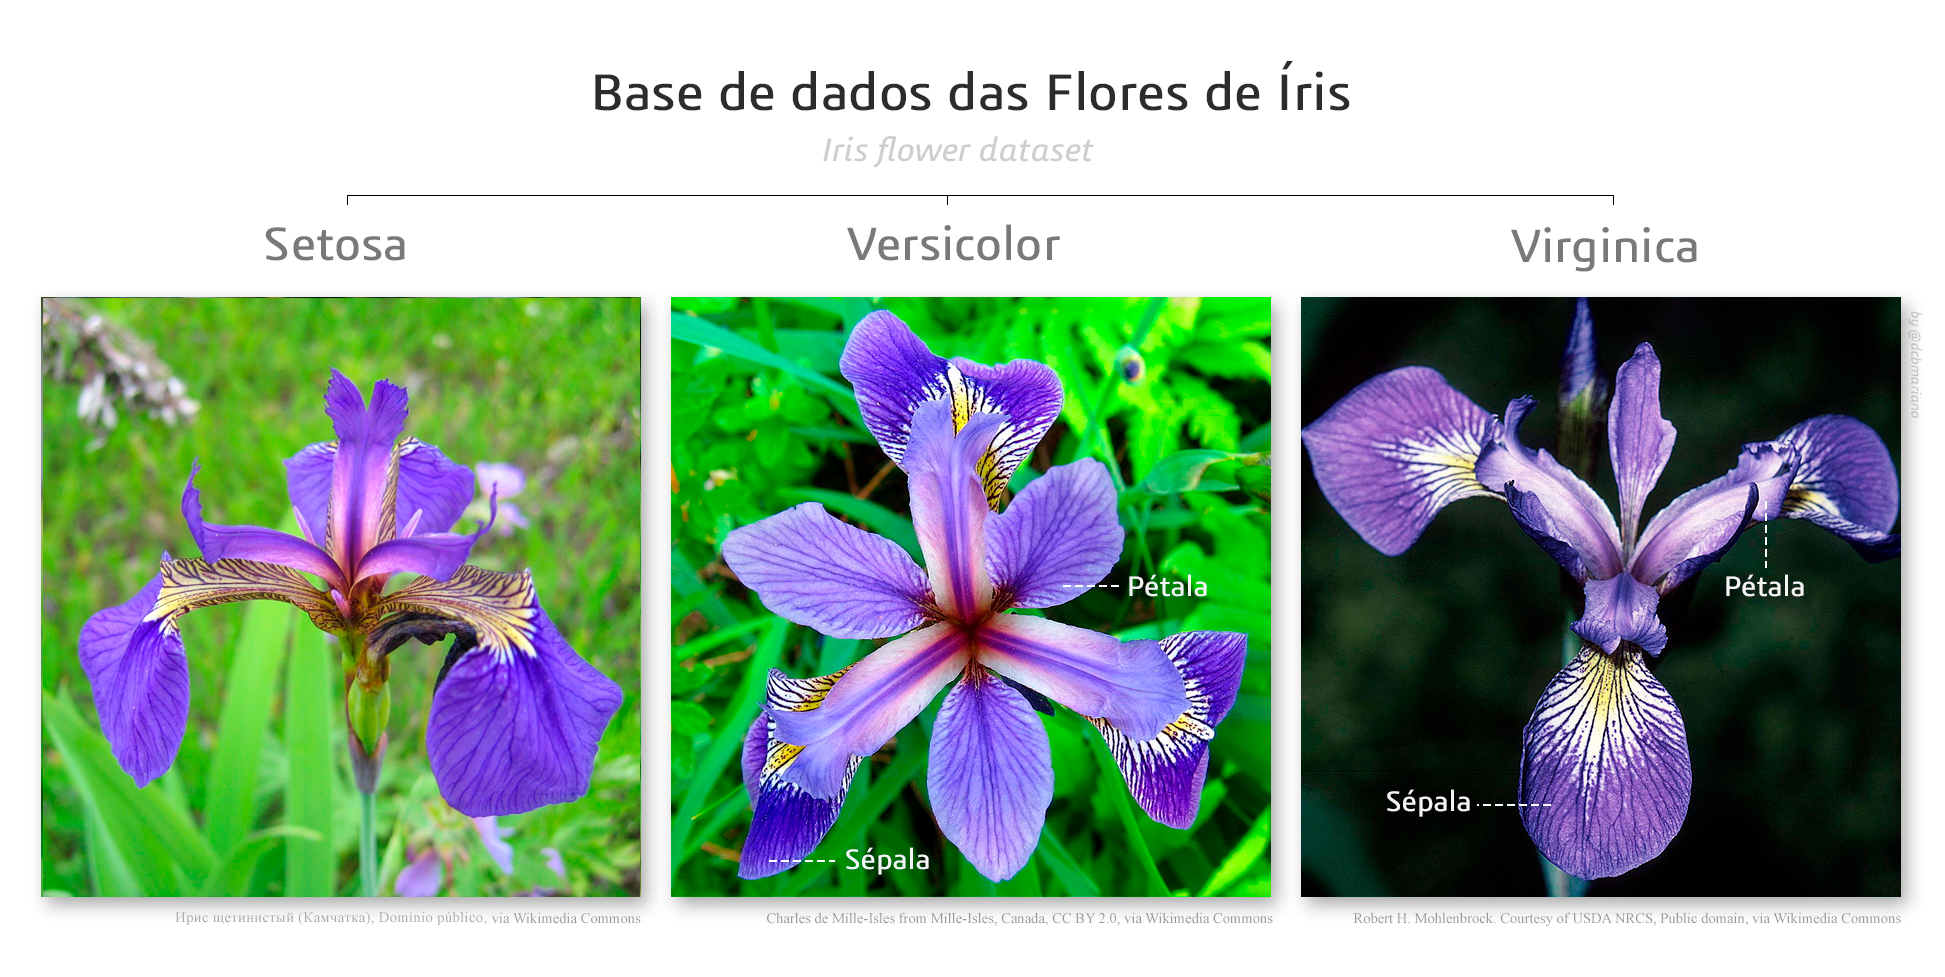 Base de dados das Flores de Íris
Iris flower dataset
Setosa
Versicolor
Virginica
by @dcbmariano
Pétala
Pétala
Sépala
Sépala
Ирис щетинистый (Камчатка), Domínio público, via Wikimedia Commons
Charles de Mille-Isles from Mille-Isles, Canada, CC BY 2.0, via Wikimedia Commons
Robert H. Mohlenbrock. Courtesy of USDA NRCS, Public domain, via Wikimedia Commons